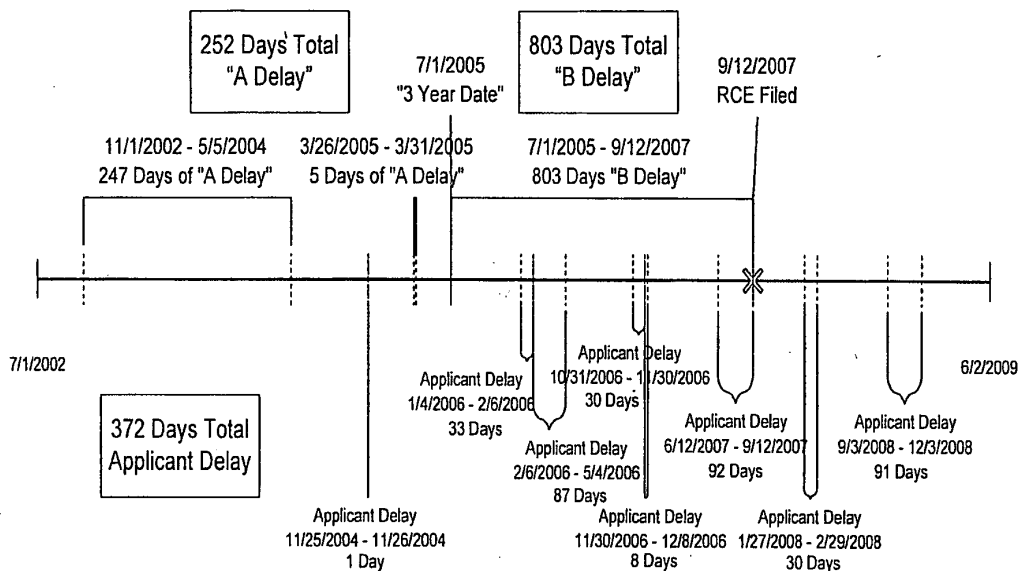 252 Days Total
"A Delay"
7/1/2005
"3 Year Date"
803 Days Total
"B Delay"
9/12/2007
RCE Filed
11/1/2002 - 5/5/2004
247 Days of "A Delay"
3/26/2005 - 3/31/2005
5 Days of "A Delay"
7/1/2005 - 9/12/2007
803 Days "B Delay"
7/1/2002
6/2/2009
372 Days Total
Applicant Delay
Applicant Delay
11/25/2004 - 11/26/2004
1 Day
Applicant Delay
1/4/2006 - 2/6/2006
33 Days
Applicant Delay
2/6/2006 - 5/4/2006
87 Days
Applicant Delay
10/31/2006 - 11/30/2006
30 Days
Applicant Delay
11/30/2006 - 12/8/2006
8 Days
Applicant Delay
6/12/2007 - 9/12/2007
92 Days
Applicant Delay
1/27/2008 - 2/29/2008
30 Days
Applicant Delay
9/3/2008 - 12/3/2008
91 Days